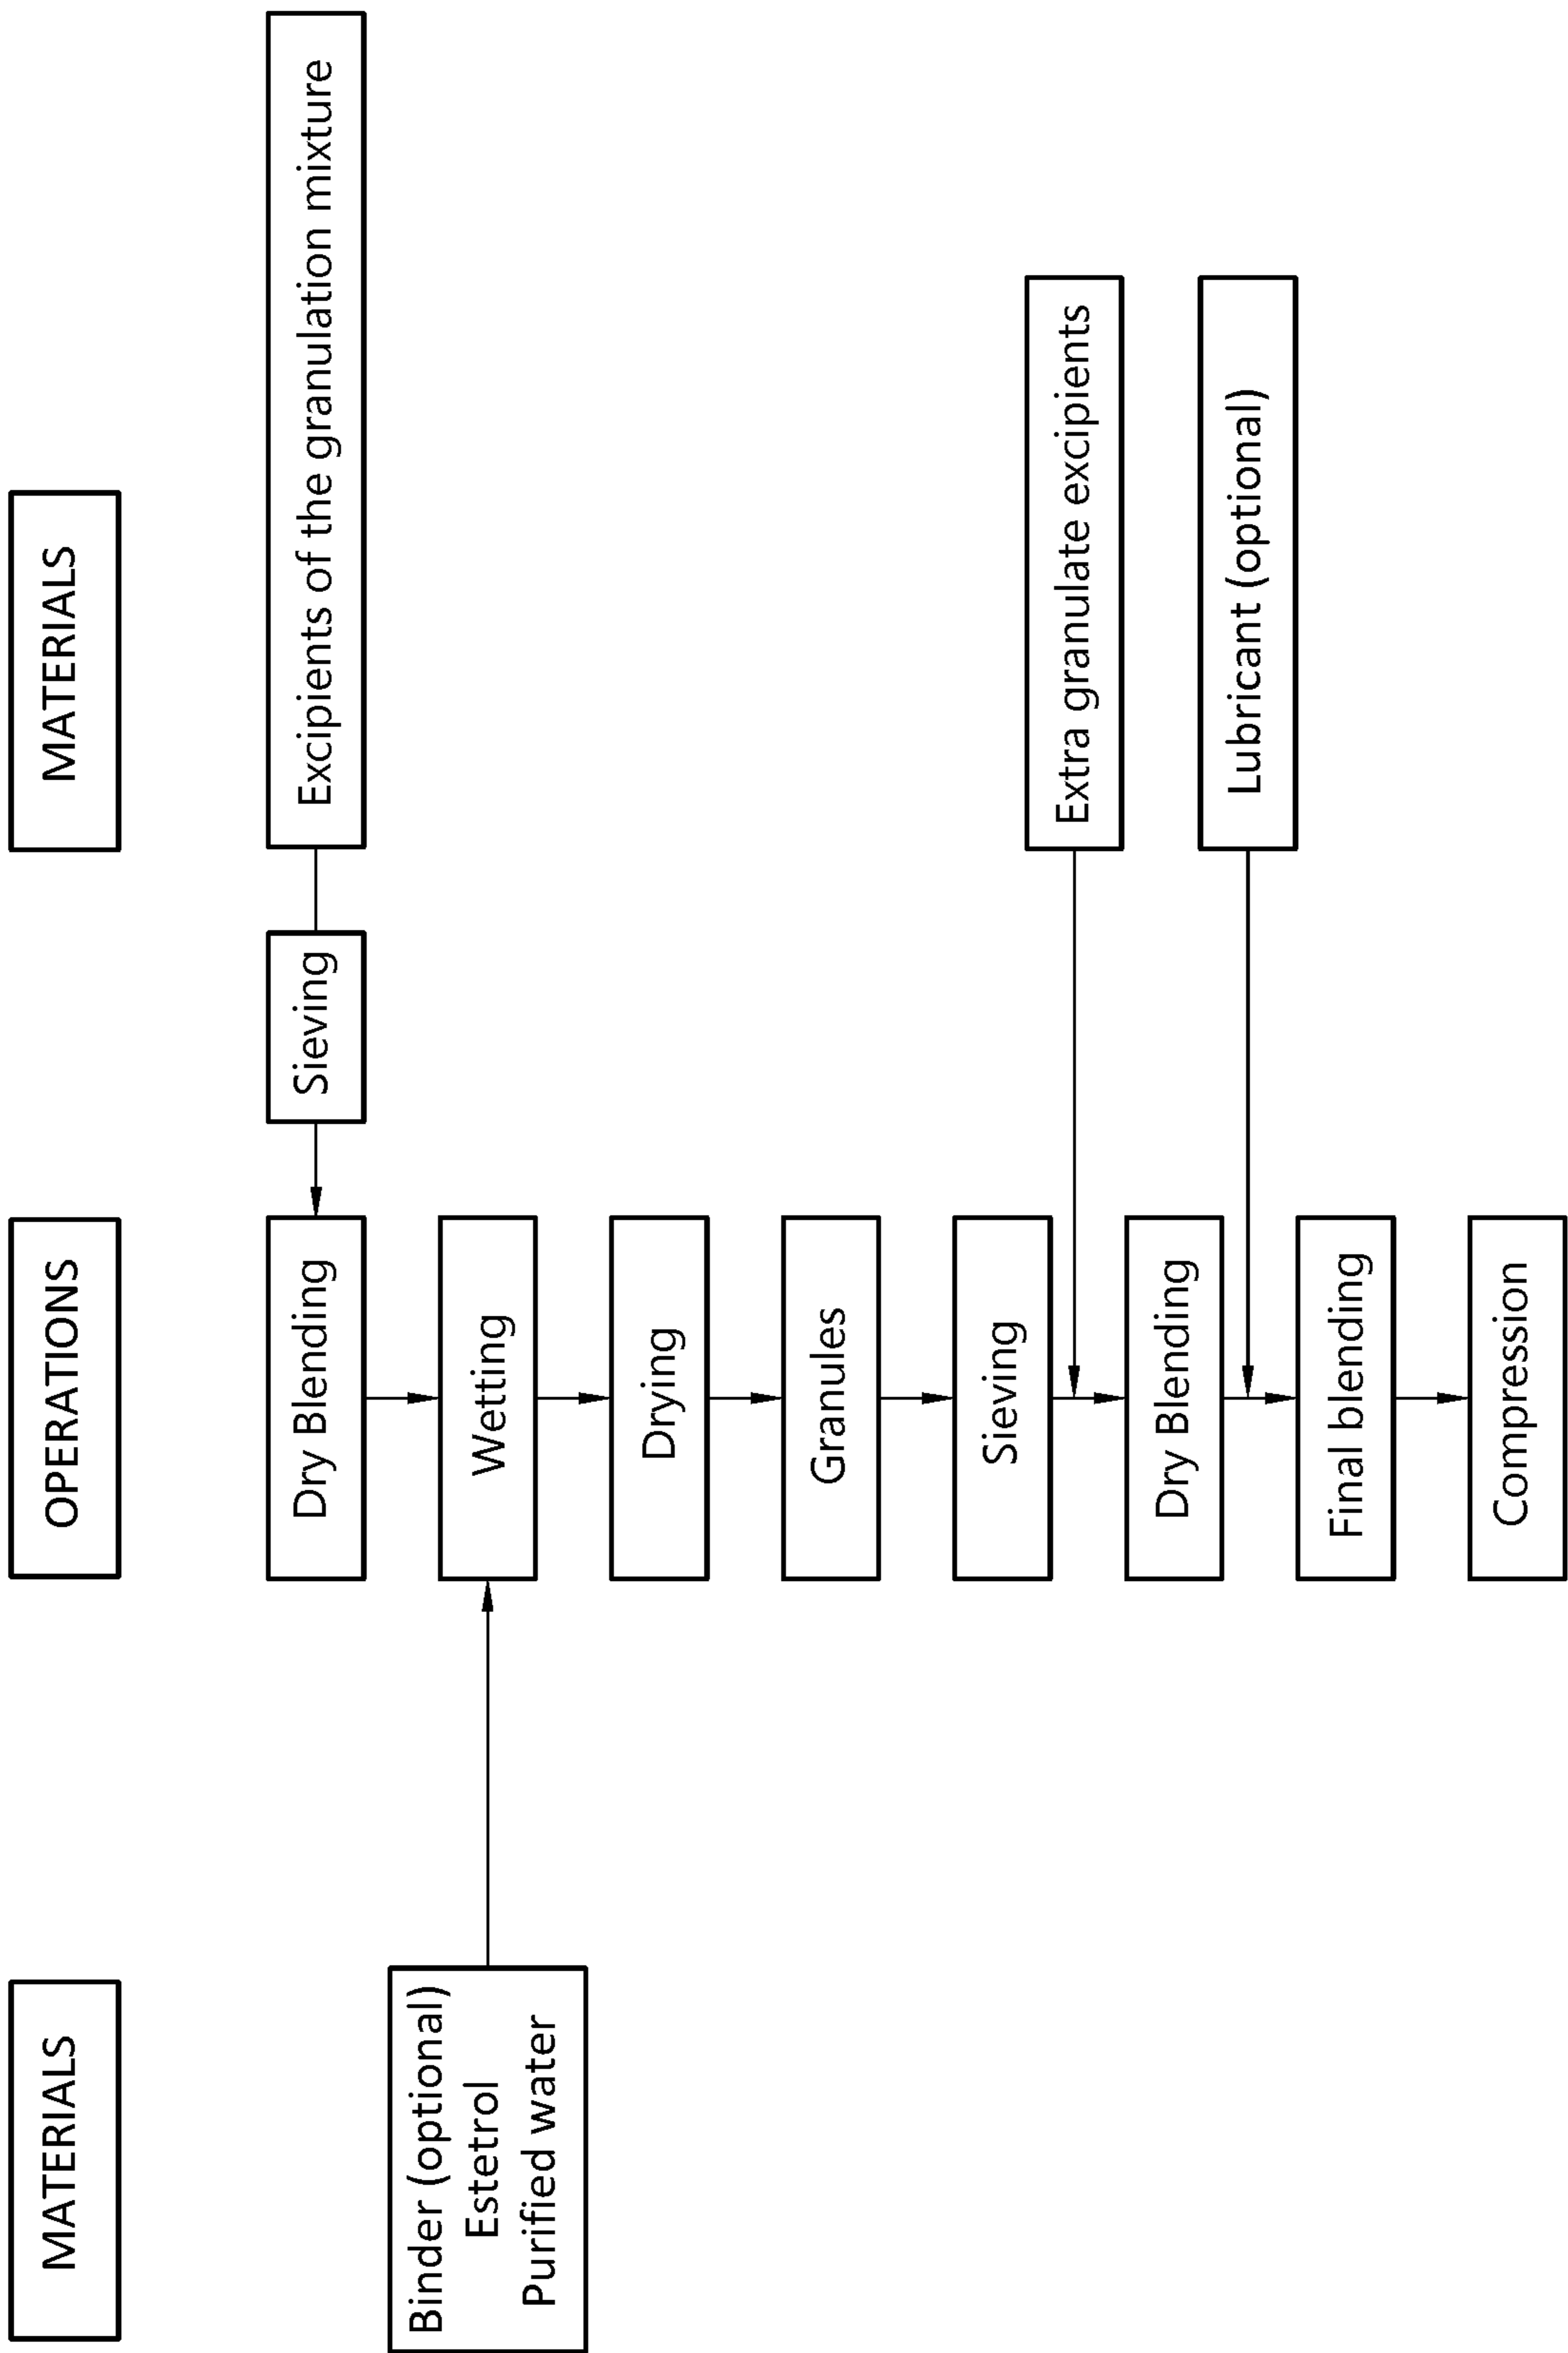 MATERIALS
OPERATIONS
MATERIALS
Dry Blending
Sieving
Excipients of the granulation mixture
Binder (optional)
Estetrol
Purified water
Wetting
Drying
Granules
Sieving
Extra granulate excipients
Dry Blending
Lubricant (optional)
Final blending
Compression